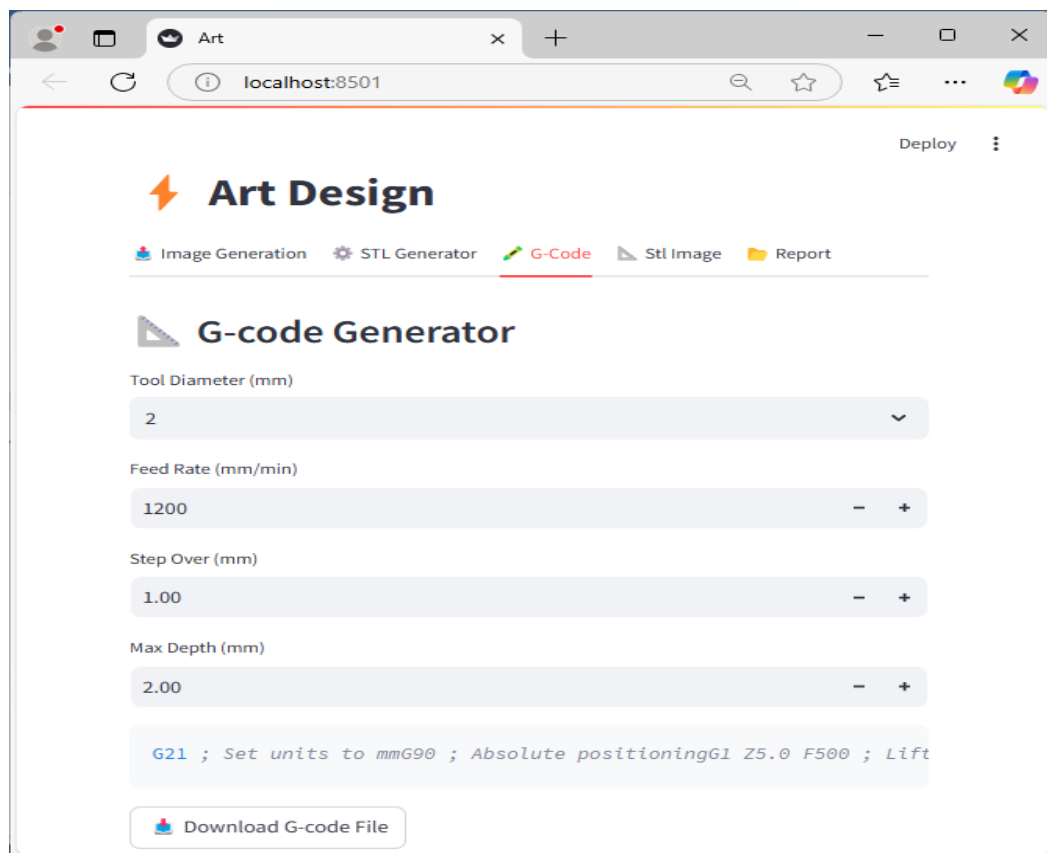 Art
localhost:8501
Deploy
Art Design
Image Generation STL Generator G-Code Stl Image Report
G-code Generator
Tool Diameter (mm)
2
Feed Rate (mm/min)
1200
Step Over (mm)
1.00
Max Depth (mm)
2.00
G21 ; Set units to mmG90 ; Absolute positioningG1 Z5.0 F500 ; Lift
Download G-code File